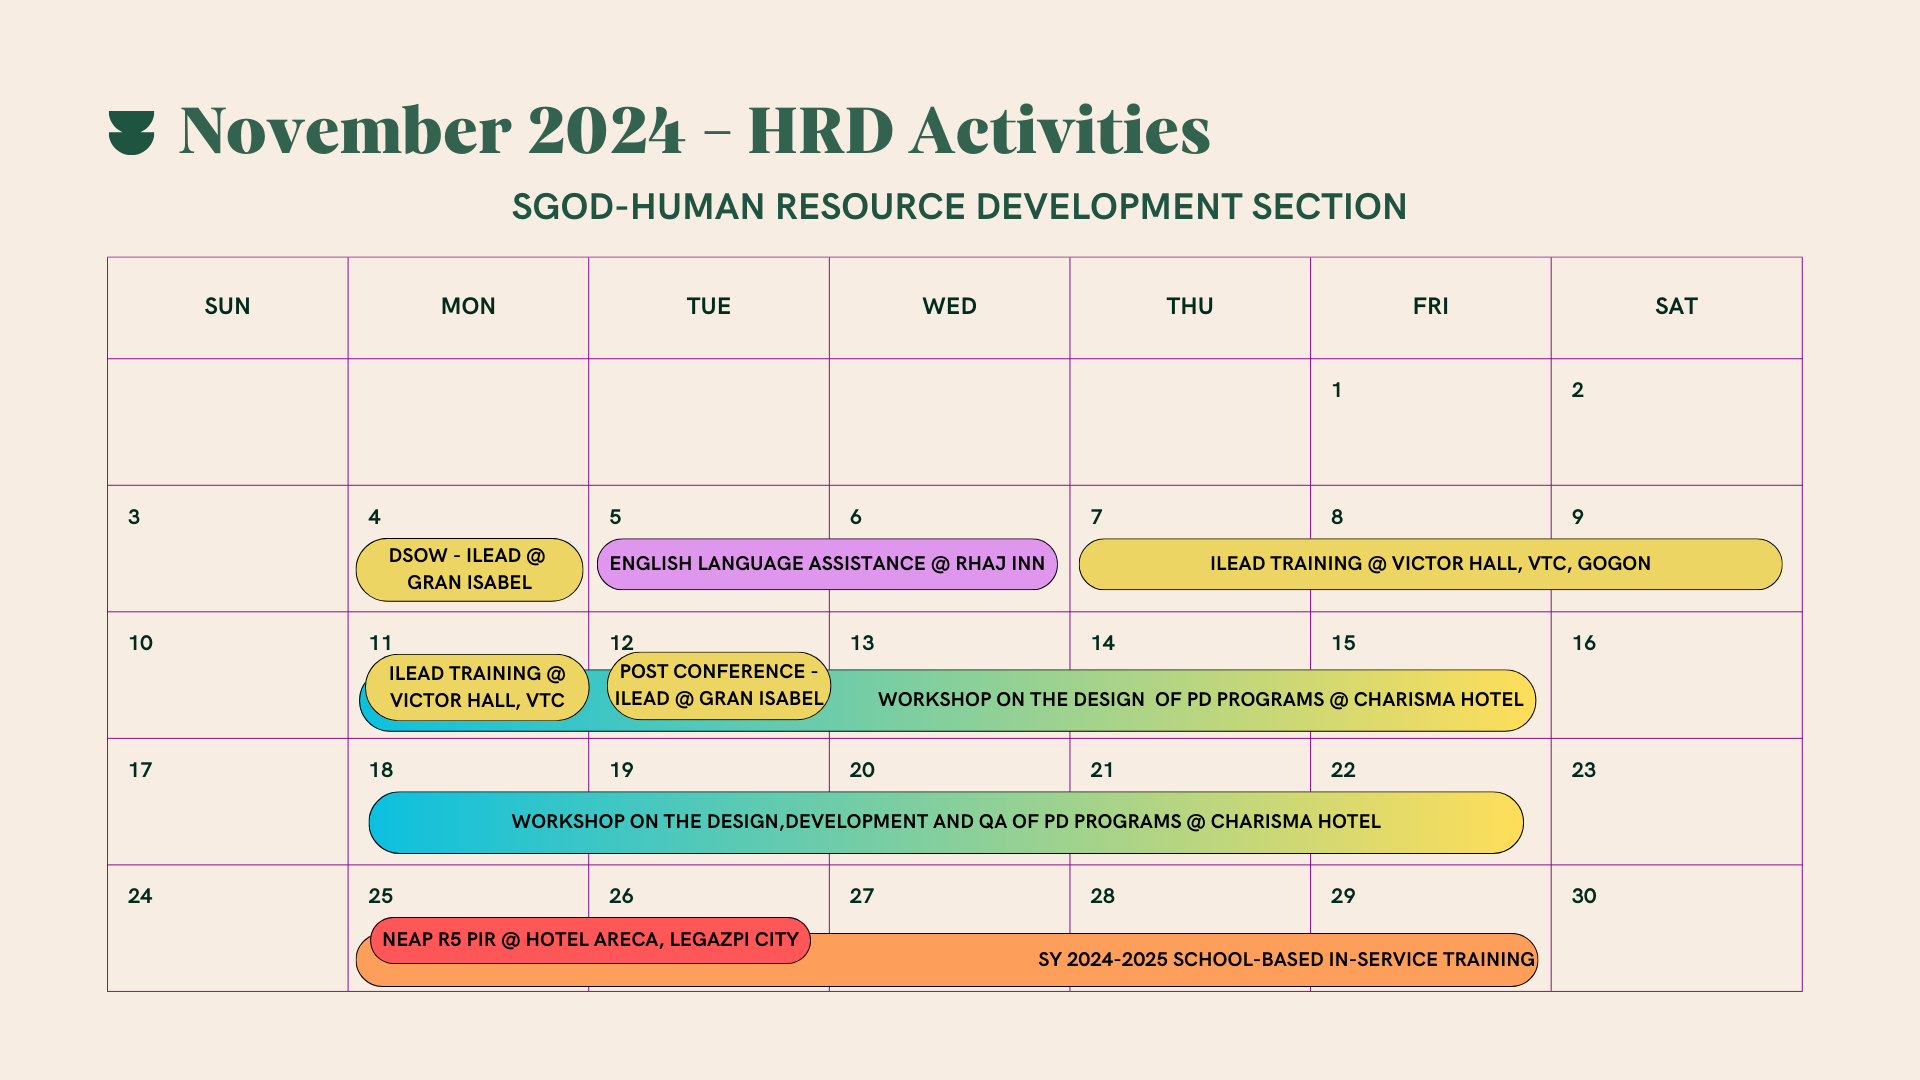 November 2024 – HRD Activities
SGOD-HUMAN RESOURCE DEVELOPMENT SECTION
SUN MON TUE WED THU FRI SAT
1 2
3 4 5 6 7 8 9
DSOW - ILEAD @
GRAN ISABEL
ENGLISH LANGUAGE ASSISTANCE @ RHAJ INN
ILEAD TRAINING @ VICTOR HALL, VTC, GOGON
10 11 12 13 14 15 16
ILEAD TRAINING @
VICTOR HALL, VTC
POST CONFERENCE -
ILEAD @ GRAN ISABEL
WORKSHOP ON THE DESIGN  OF PD PROGRAMS @ CHARISMA HOTEL
17 18 19 20 21 22 23
WORKSHOP ON THE DESIGN,DEVELOPMENT AND QA OF PD PROGRAMS @ CHARISMA HOTEL
24 25 26 27 28 29 30
NEAP R5 PIR @ HOTEL ARECA, LEGAZPI CITY
SY 2024-2025 SCHOOL-BASED IN-SERVICE TRAINING